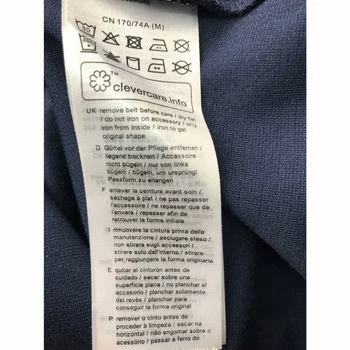 CN 170/74A (M)
TM
clevercare.info
UK remove belt before care / dry flat
/ do not iron on accessory / only
iron from inside / iron to get
original shape
D Gürtel vor der Pflege entfernen /
liegend trocknen / Accessoire
nicht bügeln / nur von links
bügeln / bügeln, um ursprüngl.
Passform zu erlangen
F enlever la ceinture avant soin /
séchage à plat / ne pas repasser
l'accessoire / ne repasser que de
l'envers / repasser afin de
retrouver la forme originale
I rimuovere la cintura prima della
manutenzione / asciugare steso /
non stirare sugli accessori /
stirare dall'interno / stirare
per raggiungere la forma originaria
E quitar el cinturón antes de
cuidar / secar sobre una
superficie plana / no planchar el
accesorio / planchar solamente
del revés / planchar para
conseguir la forma original
P remover o cinto antes de
proceder à limpeza / secar na
horizontal / não engomar sobre o
acessório / passar a ferro do